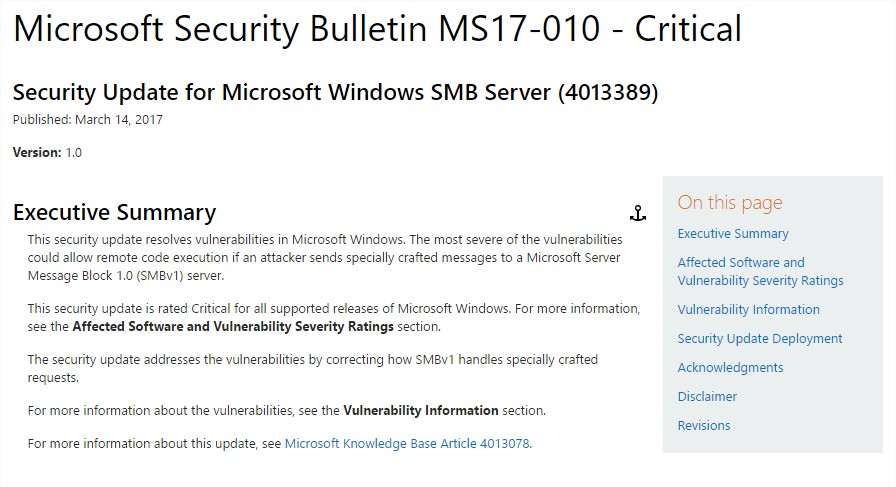 Microsoft Security Bulletin MS17-010 - Critical
Security Update for Microsoft Windows SMB Server (4013389)
Published: March 14, 2017
Version: 1.0
Executive Summary
This security update resolves vulnerabilities in Microsoft Windows. The most severe of the vulnerabilities
could allow remote code execution if an attacker sends specially crafted messages to a Microsoft Server
Message Block 1.0 (SMBv1) server.
This security update is rated Critical for all supported releases of Microsoft Windows. For more information,
see the Affected Software and Vulnerability Severity Ratings section.
The security update addresses the vulnerabilities by correcting how SMBv1 handles specially crafted
requests.
For more information about the vulnerabilities, see the Vulnerability Information section.
For more information about this update, see Microsoft Knowledge Base Article 4013078.
On this page
Executive Summary
Affected Software and
Vulnerability Severity Ratings
Vulnerability Information
Security Update Deployment
Acknowledgments
Disclaimer
Revisions